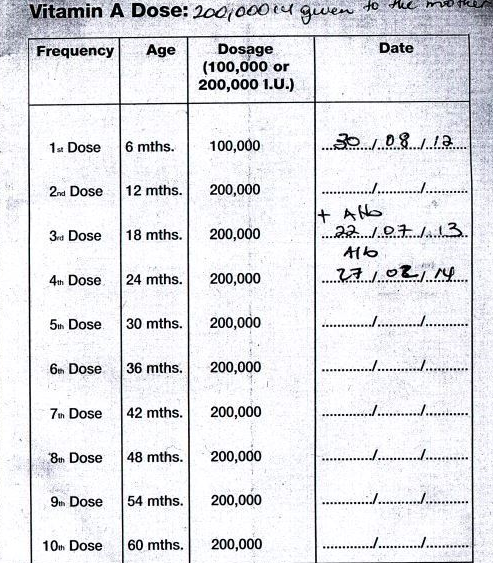 Vitamin A Dose: 200,000 IU given to the mother
Frequency Age Dosage (100,000 or 200,000 I.U.) Date
1st Dose 6 mths. 100,000 30/08/12
2nd Dose 12 mths. 200,000 ............/............/............
+ Alb
3rd Dose 18 mths. 200,000 22/07/13
Alb
4th Dose 24 mths. 200,000 27/02/14
5th Dose 30 mths. 200,000 ............/............/............
6th Dose 36 mths. 200,000 ............/............/............
7th Dose 42 mths. 200,000 ............/............/............
8th Dose 48 mths. 200,000 ............/............/............
9th Dose 54 mths. 200,000 ............/............/............
10th Dose 60 mths. 200,000 ............/............/............